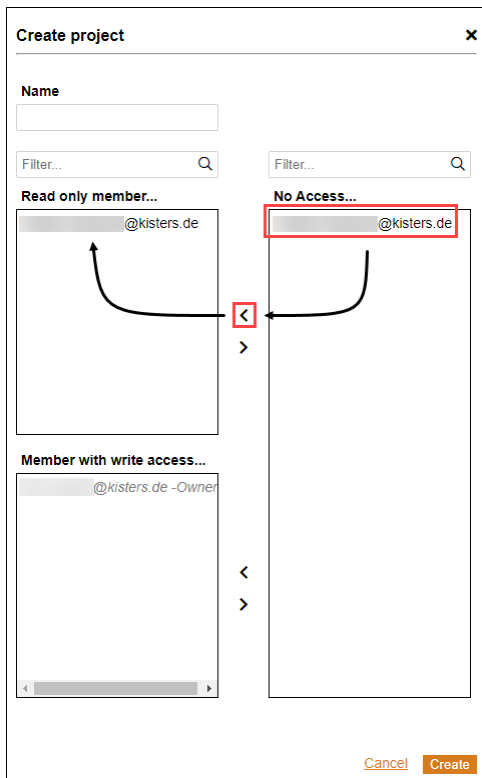 Create project
Name
Filter...
Filter...
Read only member...
No Access...
@kisters.de
@kisters.de
Member with write access...
@kisters.de -Owner
Cancel
Create